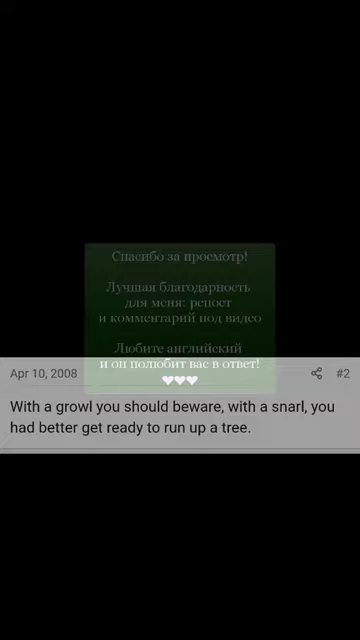 Спасибо за просмотр!
Лучшая благодарность
для меня: репост
и комментарий под видео
Любите английский
и он полюбит вас в ответ!
Apr 10, 2008
#2
With a growl you should beware, with a snarl, you
had better get ready to run up a tree.